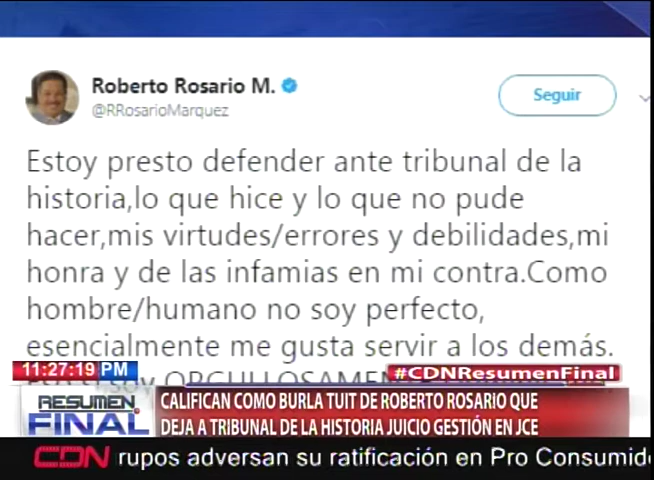 Roberto Rosario M.
@RRosarioMarquez
Seguir
Estoy presto defender ante tribunal de la
historia,lo que hice y lo que no pude
hacer,mis virtudes/errores y debilidades,mi
honra y de las infamias en mi contra.Como
hombre/humano no soy perfecto,
esencialmente me gusta servir a los demás.
11:27:19 PM
#CDNResumenFinal
RESUMEN
FINAL
CALIFICAN COMO BURLA TUIT DE ROBERTO ROSARIO QUE
DEJA A TRIBUNAL DE LA HISTORIA JUICIO GESTIÓN EN JCE
CDN rupos adversan su ratificación en Pro Consumid